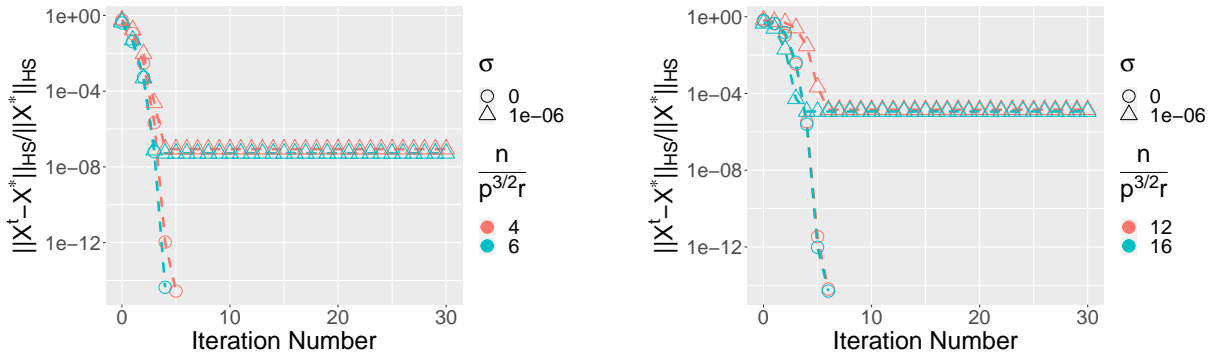 1e+00
1e−04
1e−08
1e−12
||X^t−X^*||HS/||X^*||HS
0
10
20
30
Iteration Number
σ
0
1e−06
n
p^3/2 r
4
6
1e+00
1e−04
1e−08
1e−12
||X^t−X^*||HS/||X^*||HS
0
10
20
30
Iteration Number
σ
0
1e−06
n
p^3/2 r
12
16